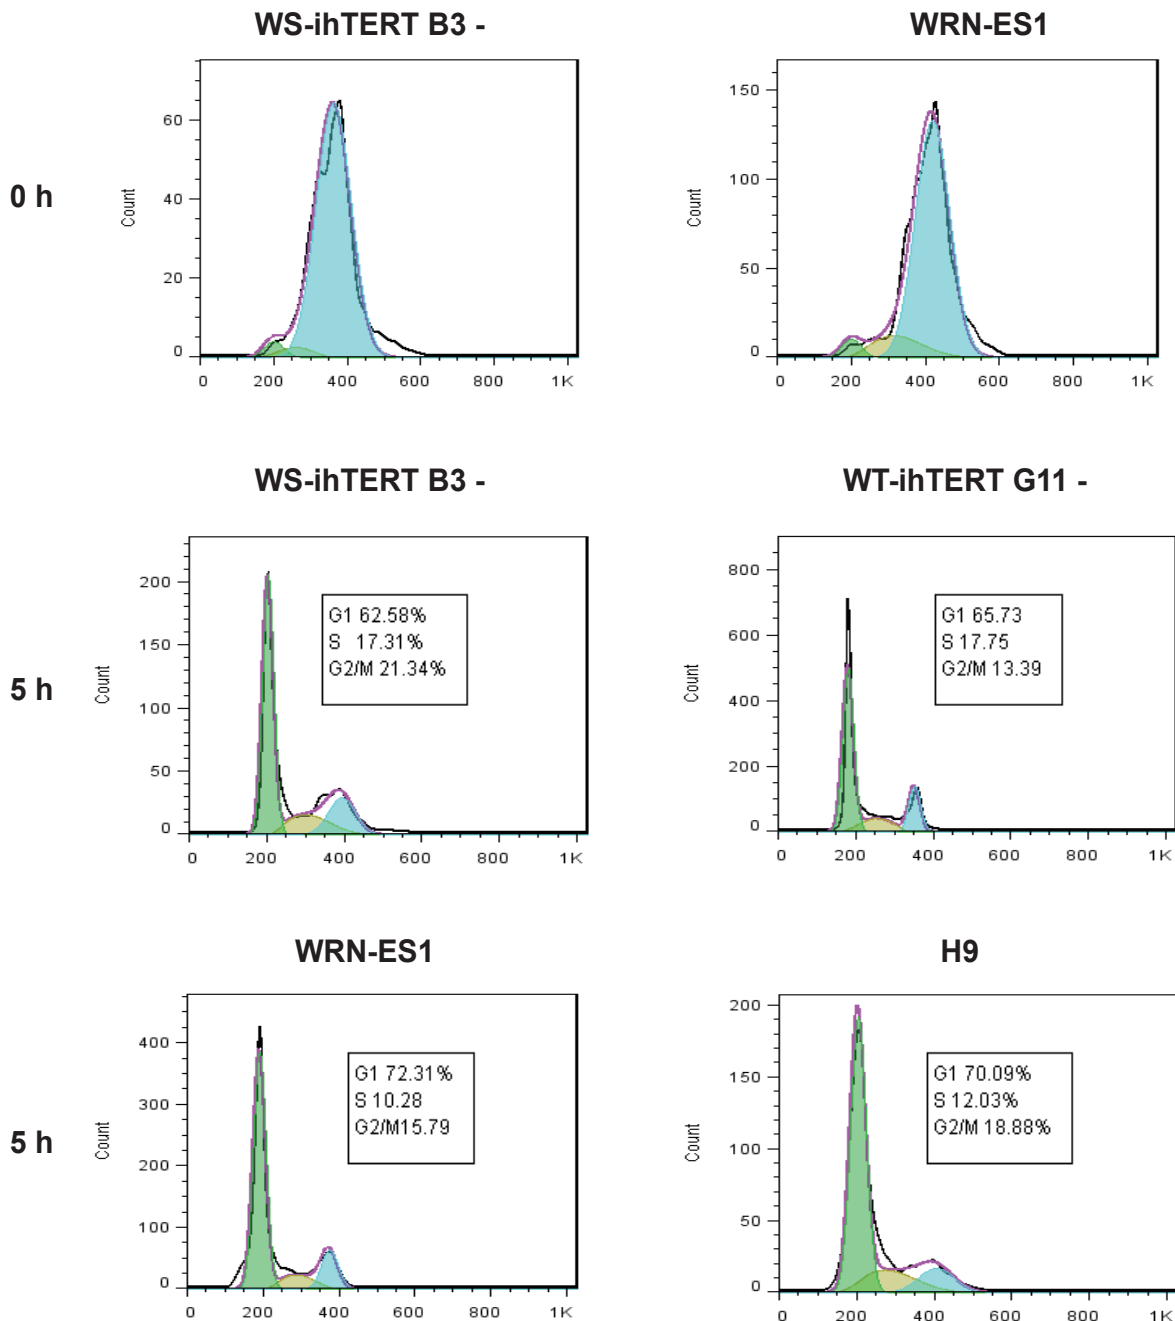 WS-ihTERT B3 -
WRN-ES1
0 h
Count
60
40
20
0
0 200 400 600 800 1K
Count
150
100
50
0
0 200 400 600 800 1K
WS-ihTERT B3 -
WT-ihTERT G11 -
5 h
Count
200
150
100
50
0
G1 62.58%
S 17.31%
G2/M 21.34%
0 200 400 600 800 1K
Count
800
600
400
200
0
G1 65.73
S 17.75
G2/M 13.39
0 200 400 600 800 1K
WRN-ES1
H9
5 h
Count
400
300
200
100
0
G1 72.31%
S 10.28
G2/M15.79
0 200 400 600 800 1K
Count
200
150
100
50
0
G1 70.09%
S 12.03%
G2/M 18.88%
0 200 400 600 800 1K